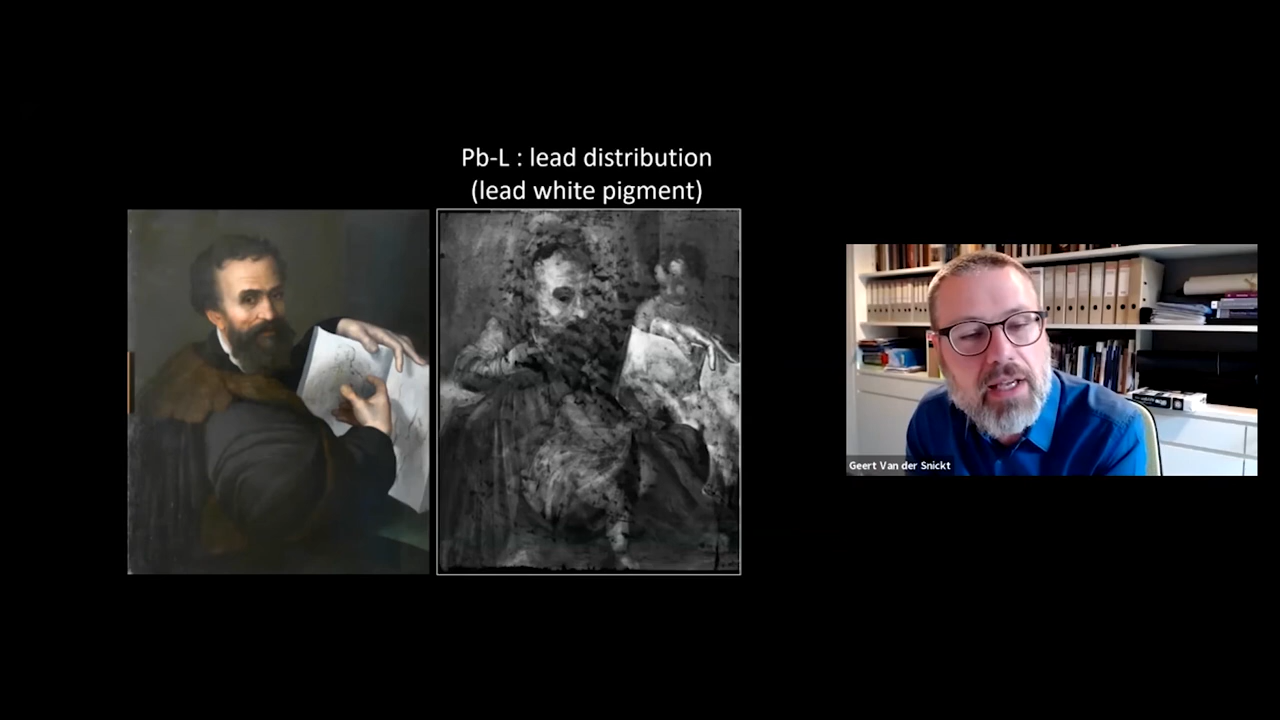 Pb-L : lead distribution
(lead white pigment)
Geert Van der Snickt